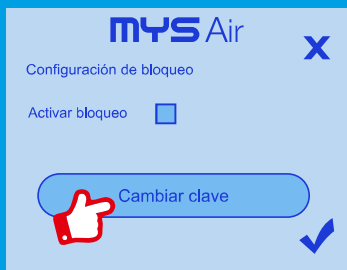 MYS Air
X
Configuración de bloqueo
Activar bloqueo
Cambiar clave